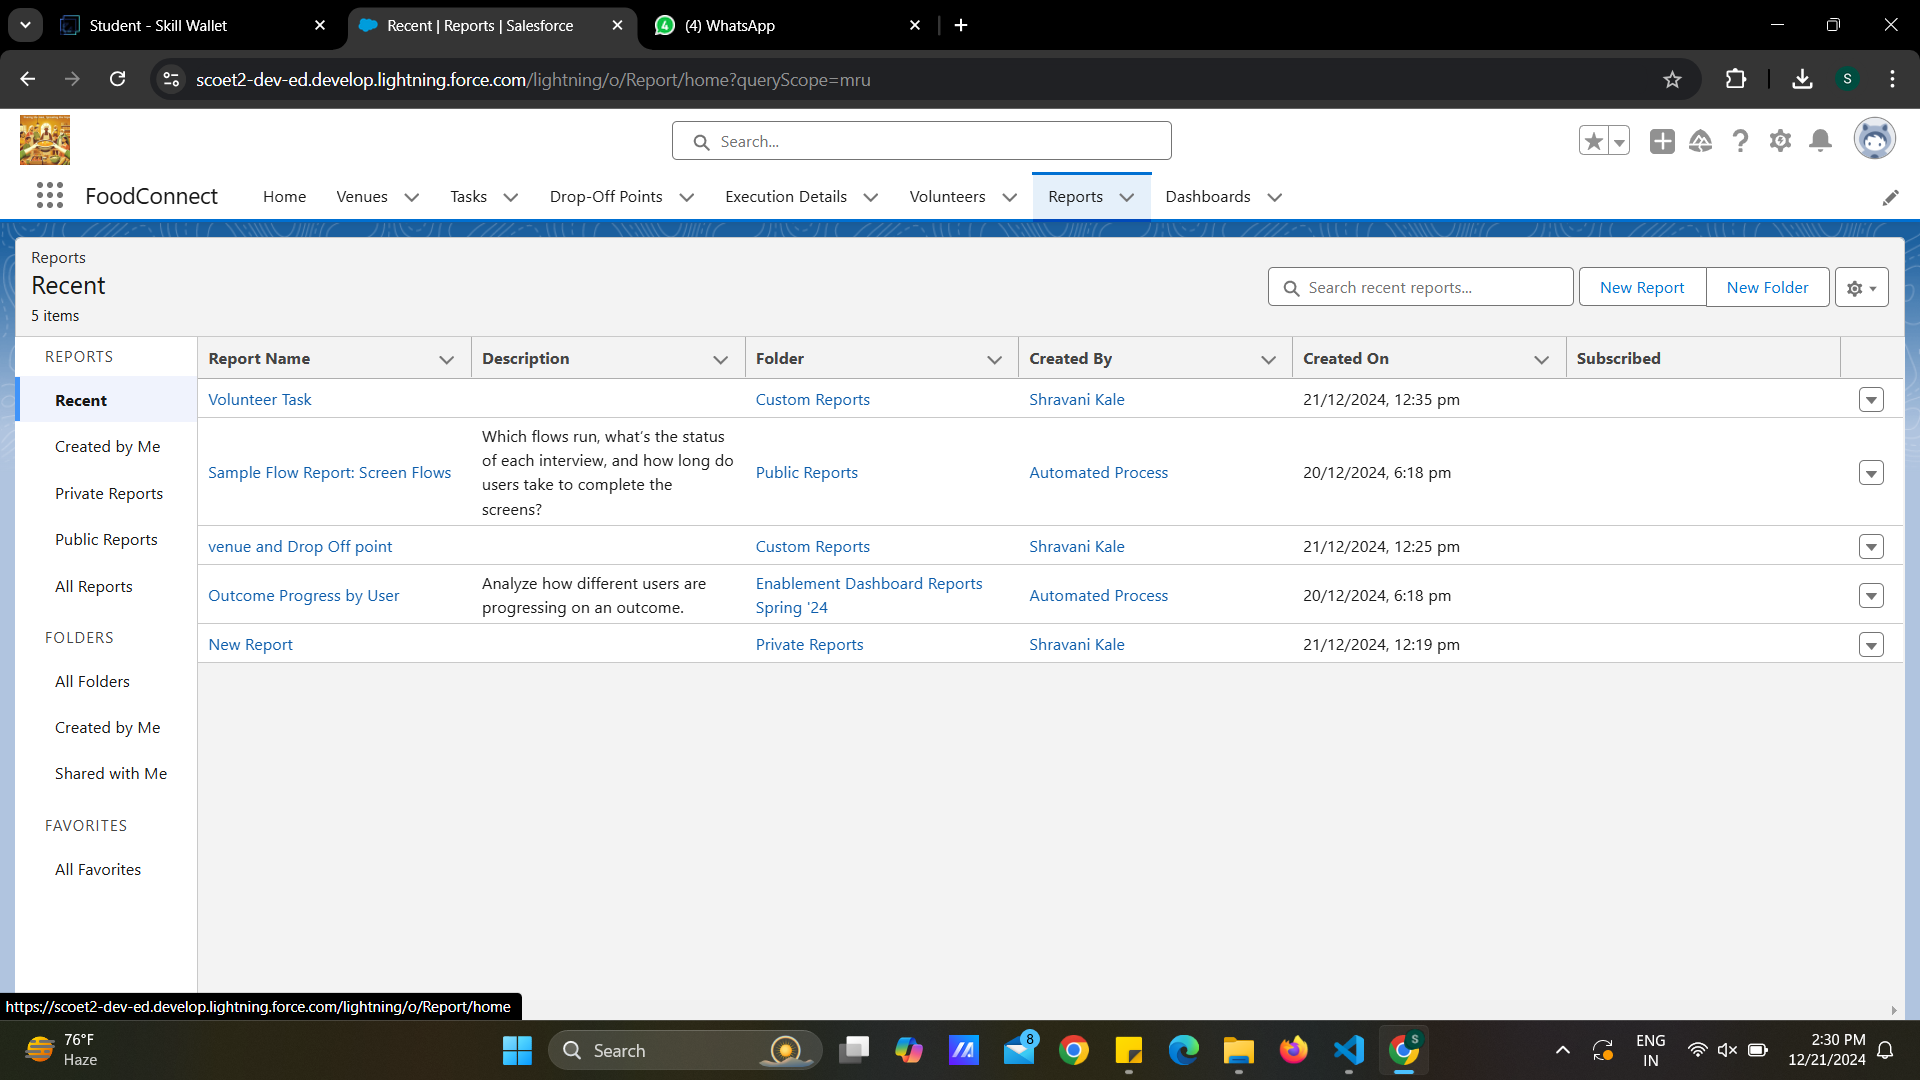 Student - Skill Wallet
Recent | Reports | Salesforce
(4) WhatsApp
scoet2-dev-ed.develop.lightning.force.com/lightning/o/Report/home?queryScope=mru
S
Search...
FoodConnect
Home
Venues
Tasks
Drop-Off Points
Execution Details
Volunteers
Reports
Dashboards
Reports
Recent
5 items
Search recent reports...
New Report
New Folder
REPORTS
Recent
Created by Me
Private Reports
Public Reports
All Reports
FOLDERS
All Folders
Created by Me
Shared with Me
FAVORITES
All Favorites
Report Name
Description
Folder
Created By
Created On
Subscribed
Volunteer Task
Custom Reports
Shravani Kale
21/12/2024, 12:35 pm
Sample Flow Report: Screen Flows
Which flows run, what's the status
of each interview, and how long do
users take to complete the
screens?
Public Reports
Automated Process
20/12/2024, 6:18 pm
venue and Drop Off point
Custom Reports
Shravani Kale
21/12/2024, 12:25 pm
Outcome Progress by User
Analyze how different users are
progressing on an outcome.
Enablement Dashboard Reports
Spring '24
Automated Process
20/12/2024, 6:18 pm
New Report
Private Reports
Shravani Kale
21/12/2024, 12:19 pm
https://scoet2-dev-ed.develop.lightning.force.com/lightning/o/Report/home
76°F
Haze
Search
8
S
ENG
IN
2:30 PM
12/21/2024